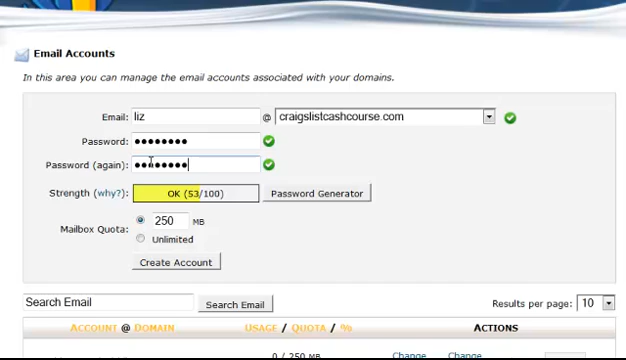 Email Accounts
In this area you can manage the email accounts associated with your domains.
Email: liz @ craigslistcashcourse.com
Password: ••••••••
Password (again): ••••••••
Strength (why?): OK (53/100) Password Generator
Mailbox Quota: 250 MB
Unlimited
Create Account
Search Email Search Email Results per page: 10
ACCOUNT @ DOMAIN USAGE / QUOTA / % ACTIONS
0 / 250 MB Change Change